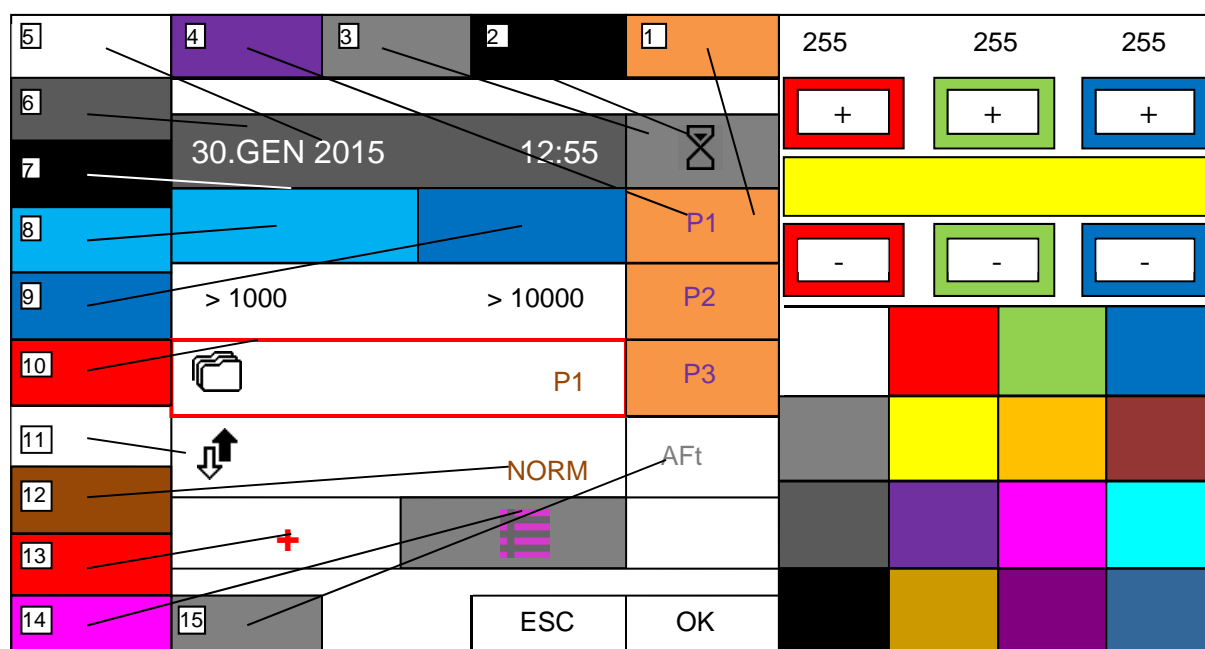 5 4 3 2 1 255 255 255
6 + + +
30.GEN 2015 12:55
7
8 P1
- - -
9 > 1000 > 10000 P2
10 P1 P3
11 NORM AFt
12
13 +
14 15 ESC OK